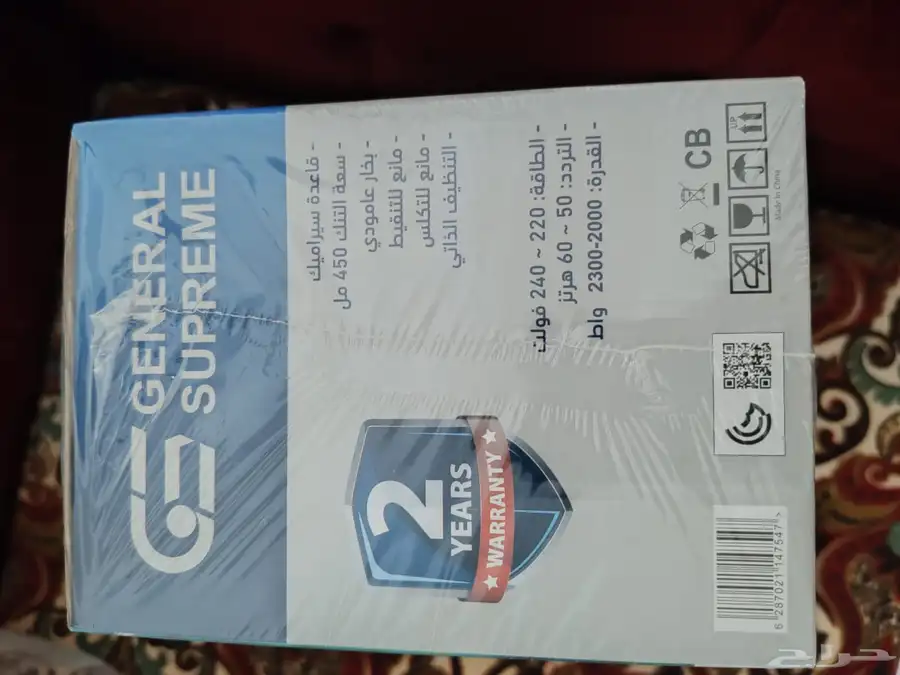 GENERAL
SUPREME
- قاعدة سيراميك
- سعة التنك 450 مل
- بخار عامودي
- مانع للتنقيط
- مانع للتكلس
- التنظيف الذاتي
- الطاقة: 220 ~ 240 فولت
- التردد: 50 ~ 60 هرتز
- القدرة: 2000-2300 واط
2
YEARS
WARRANTY
CB
UP
Made In China
6 287021 147547 >
حراج